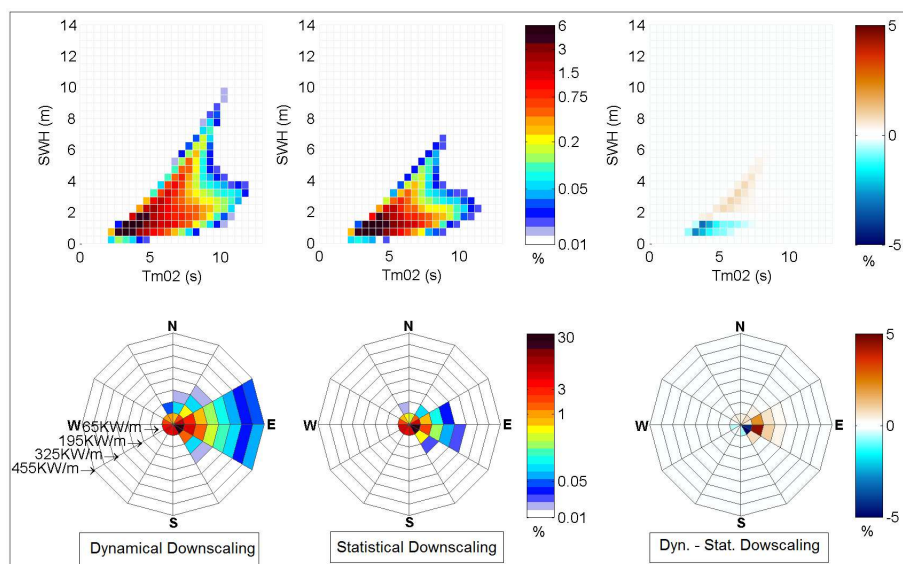 14
12
10
8
6
4
2
0
SWH (m)
0
5
10
Tm02 (s)
14
12
10
8
6
4
2
0
SWH (m)
0
5
10
Tm02 (s)
6
3
1.5
0.75
0.2
0.05
0.01
%
14
12
10
8
6
4
2
0
SWH (m)
0
5
10
Tm02 (s)
5
0
-5
%
N
W
E
S
65KW/m
195KW/m
325KW/m
455KW/m
Dynamical Downscaling
N
W
E
S
Statistical Downscaling
30
3
1
0.05
0.01
%
N
W
E
S
Dyn. - Stat. Dowscaling
5
0
-5
%